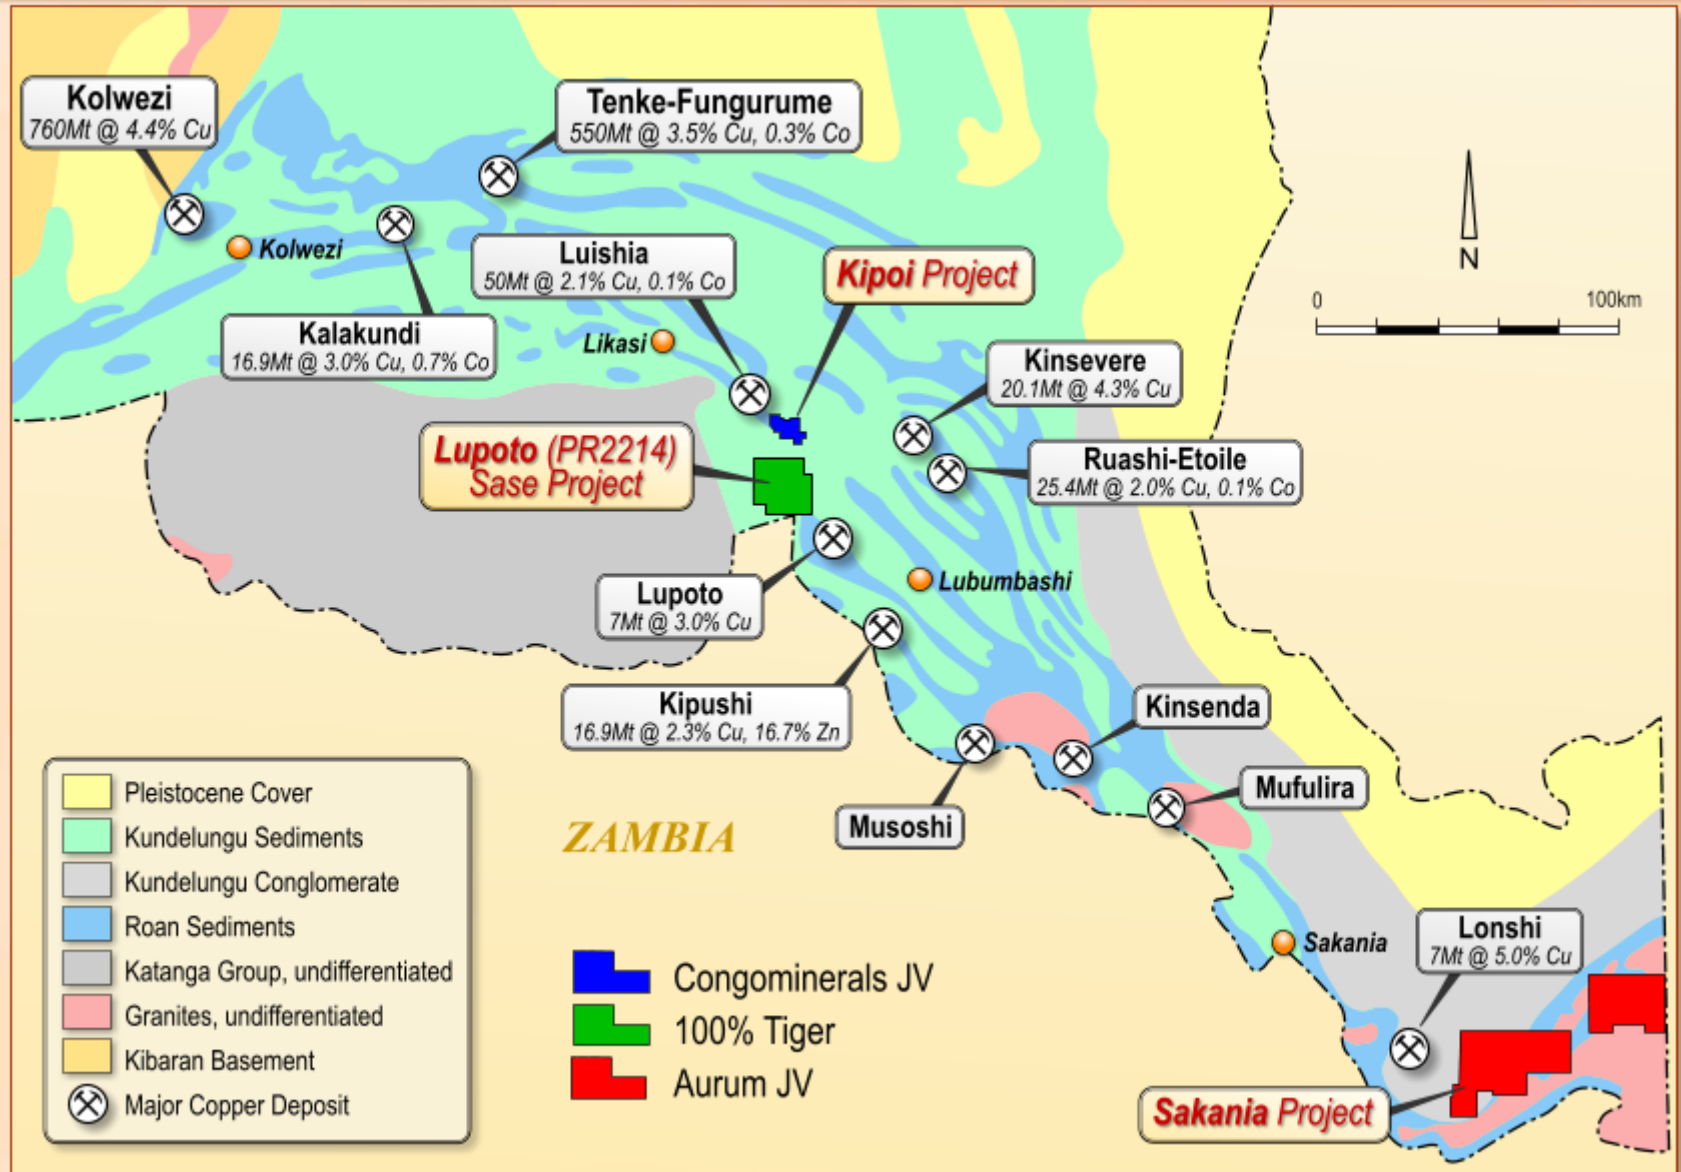 Kolwezi
760Mt @ 4.4% Cu
Tenke-Fungurume
550Mt @ 3.5% Cu, 0.3% Co
Kolwezi
Luishia
50Mt @ 2.1% Cu, 0.1% Co
Kipoi Project
N
0 100km
Kalakundi
16.9Mt @ 3.0% Cu, 0.7% Co
Likasi
Kinsevere
20.1Mt @ 4.3% Cu
Lupoto (PR2214)
Sase Project
Ruashi-Etoile
25.4Mt @ 2.0% Cu, 0.1% Co
Lupoto
7Mt @ 3.0% Cu
Lubumbashi
Kipushi
16.9Mt @ 2.3% Cu, 16.7% Zn
Kinsenda
Mufulira
Musoshi
ZAMBIA
Pleistocene Cover
Kundelungu Sediments
Kundelungu Conglomerate
Roan Sediments
Katanga Group, undifferentiated
Granites, undifferentiated
Kibaran Basement
Major Copper Deposit
Congominerals JV
100% Tiger
Aurum JV
Sakania
Lonshi
7Mt @ 5.0% Cu
Sakania Project